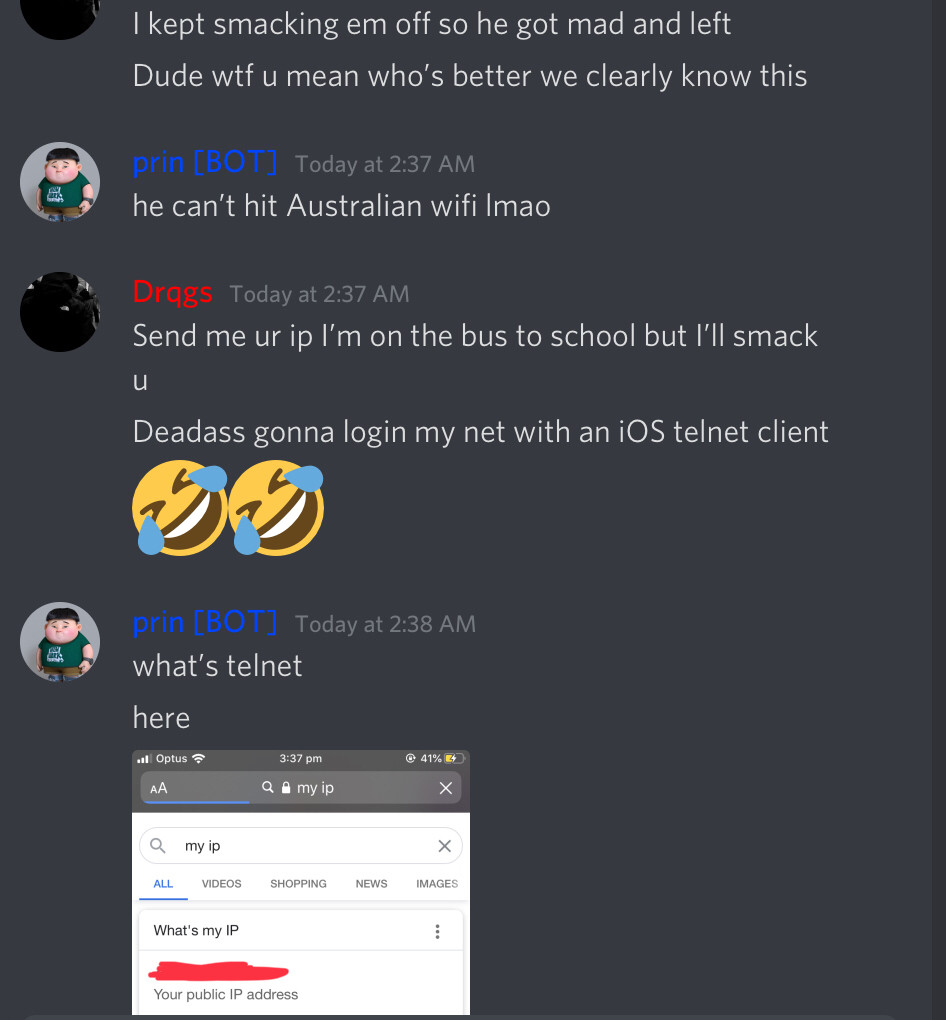 I kept smacking em off so he got mad and left
Dude wtf u mean who's better we clearly know this
prin [BOT] Today at 2:37 AM
he can't hit Australian wifi lmao
Drqgs Today at 2:37 AM
Send me ur ip I'm on the bus to school but I'll smack
u
Deadass gonna login my net with an iOS telnet client
prin [BOT] Today at 2:38 AM
what's telnet
here
Optus 3:37 pm 41%
AA my ip
my ip
ALL VIDEOS SHOPPING NEWS IMAGES
What's my IP
Your public IP address